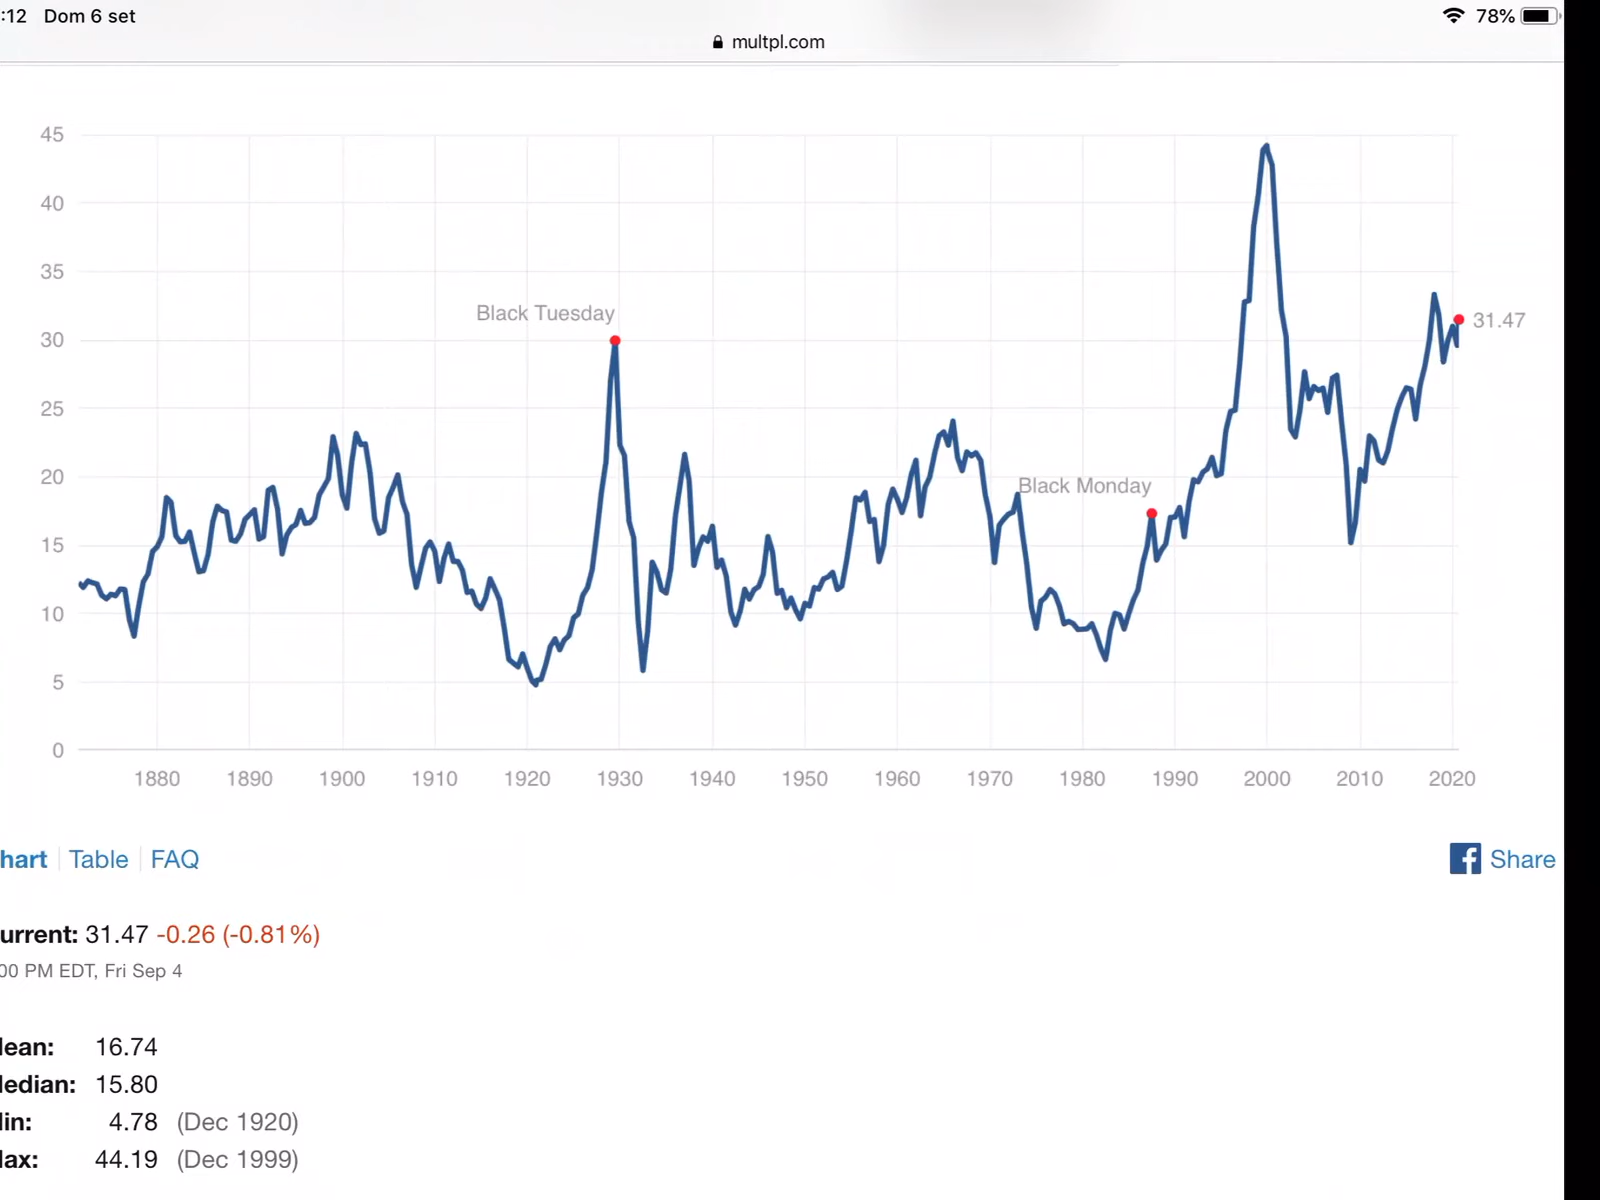 :12 Dom 6 set 78%
multpl.com
45
40
35
30
25
20
15
10
5
0
Black Tuesday
Black Monday
31.47
1880 1890 1900 1910 1920 1930 1940 1950 1960 1970 1980 1990 2000 2010 2020
hart Table FAQ Share
urrent: 31.47 -0.26 (-0.81%)
00 PM EDT, Fri Sep 4
lean: 16.74
ledian: 15.80
lin: 4.78 (Dec 1920)
lax: 44.19 (Dec 1999)